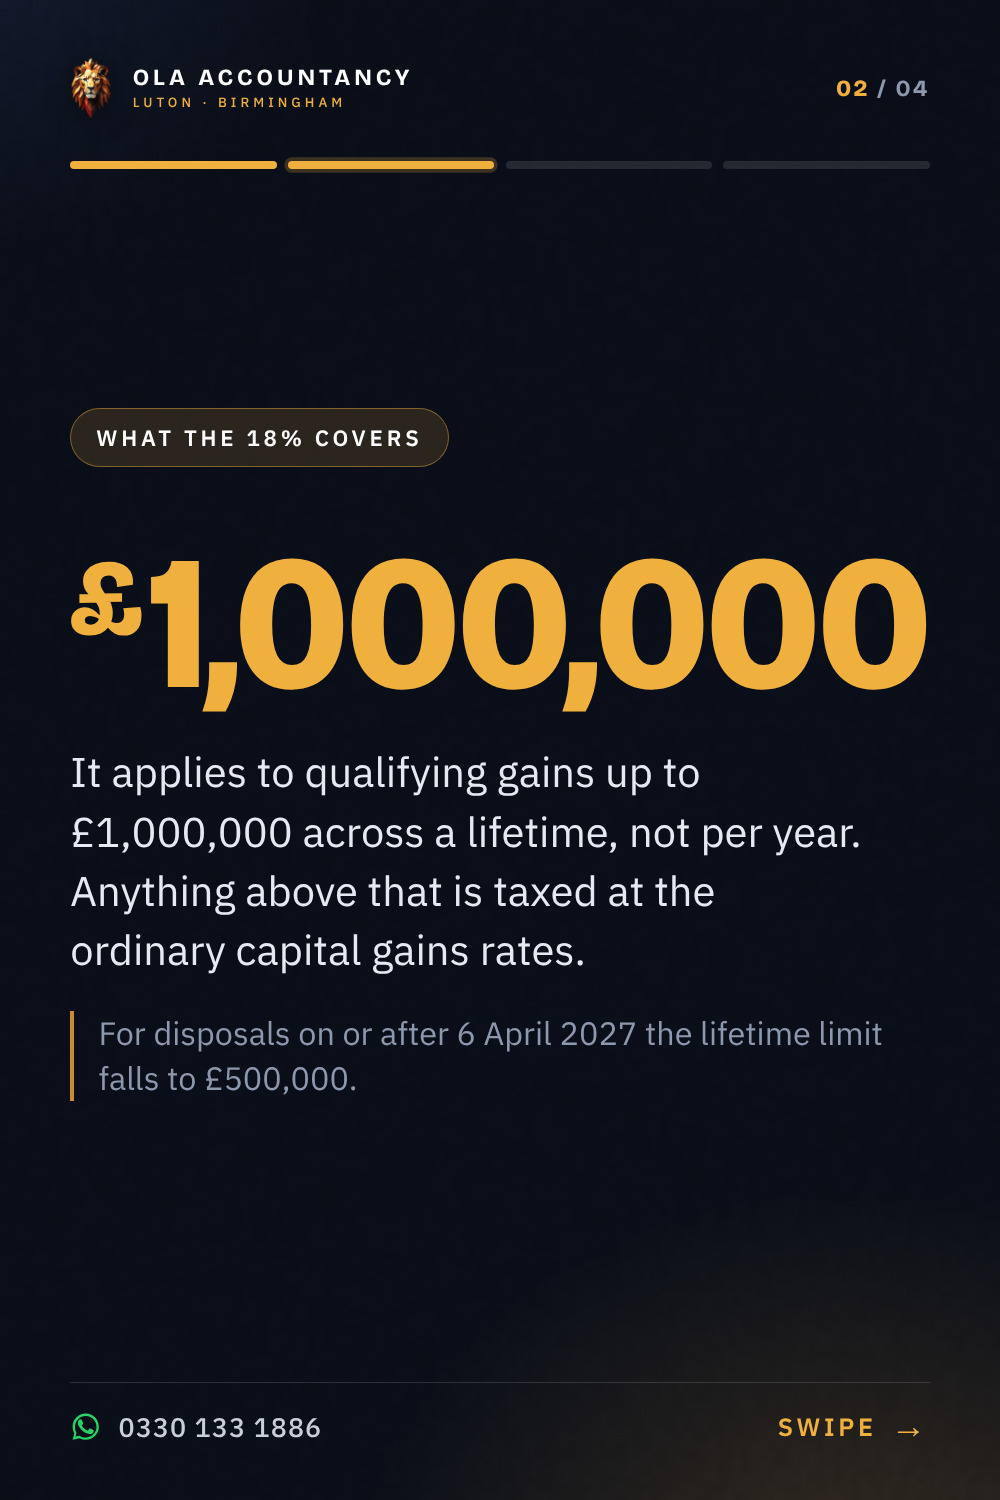 OLA ACCOUNTANCY
LUTON · BIRMINGHAM
02 / 04
WHAT THE 18% COVERS
£1,000,000
It applies to qualifying gains up to
£1,000,000 across a lifetime, not per year.
Anything above that is taxed at the
ordinary capital gains rates.
For disposals on or after 6 April 2027 the lifetime limit
falls to £500,000.
0330 133 1886
SWIPE →